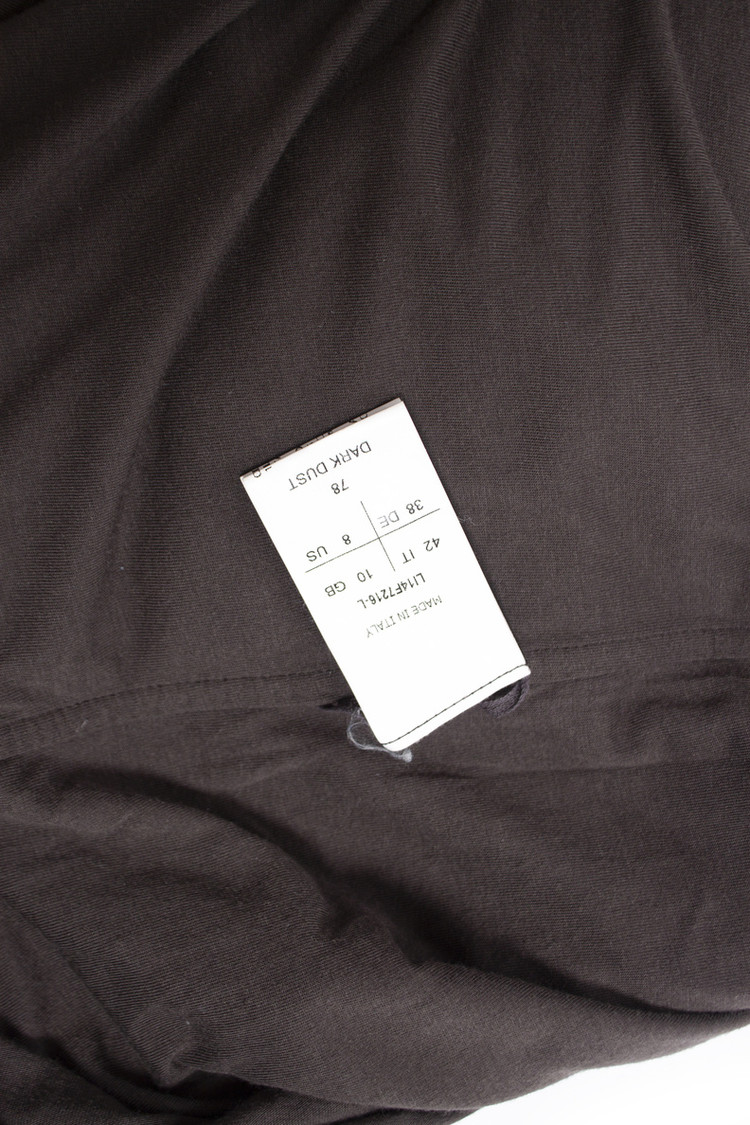 MADE IN ITALY
LI14F7216-L
42 IT 10 GB
38 DE 8 US
78
DARK DUST